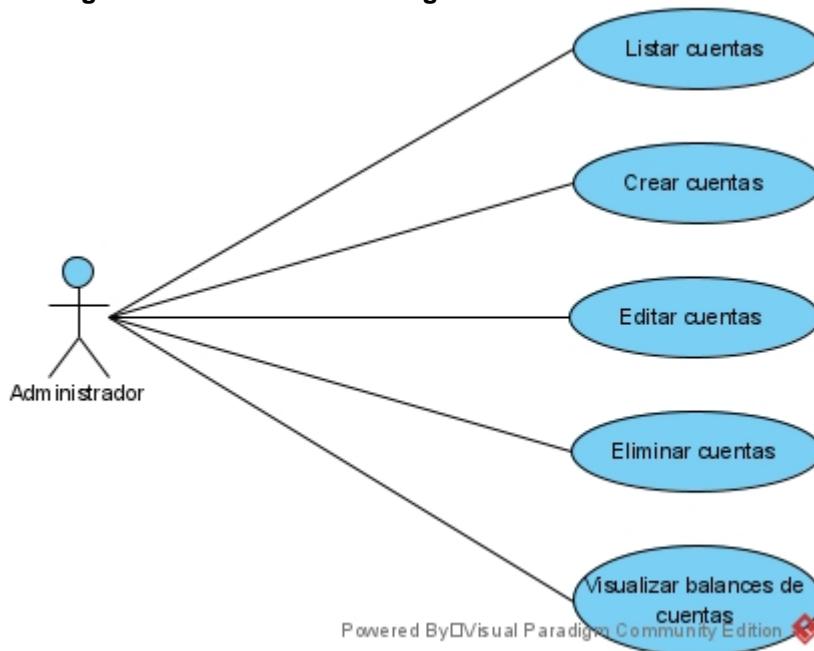 Listar cuentas
Crear cuentas
Editar cuentas
Administrador
Eliminar cuentas
Visualizar balances de
cuentas
Powered By Visual Paradigm Community Edition